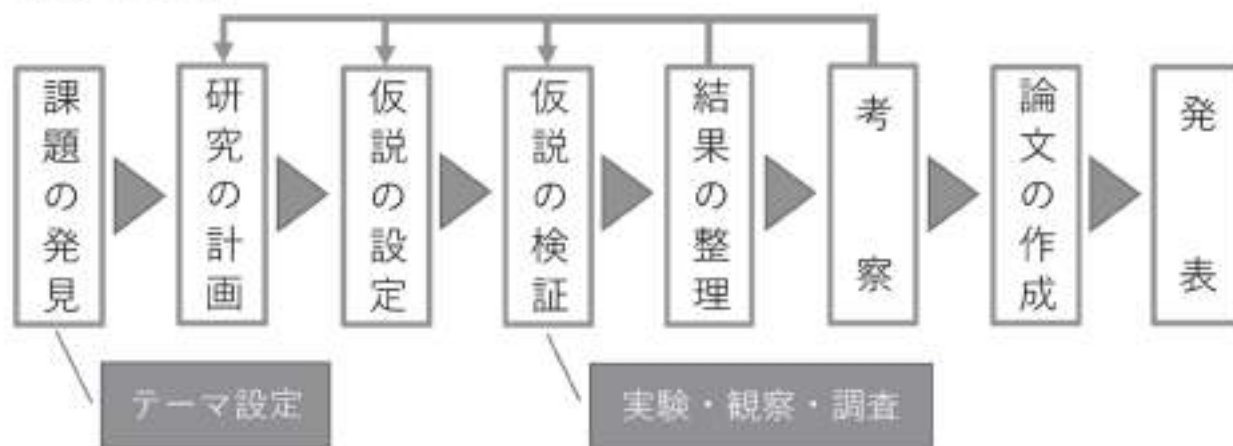 課題の発見
研究の計画
仮説の設定
仮説の検証
結果の整理
考察
論文の作成
発表
テーマ設定
実験・観察・調査